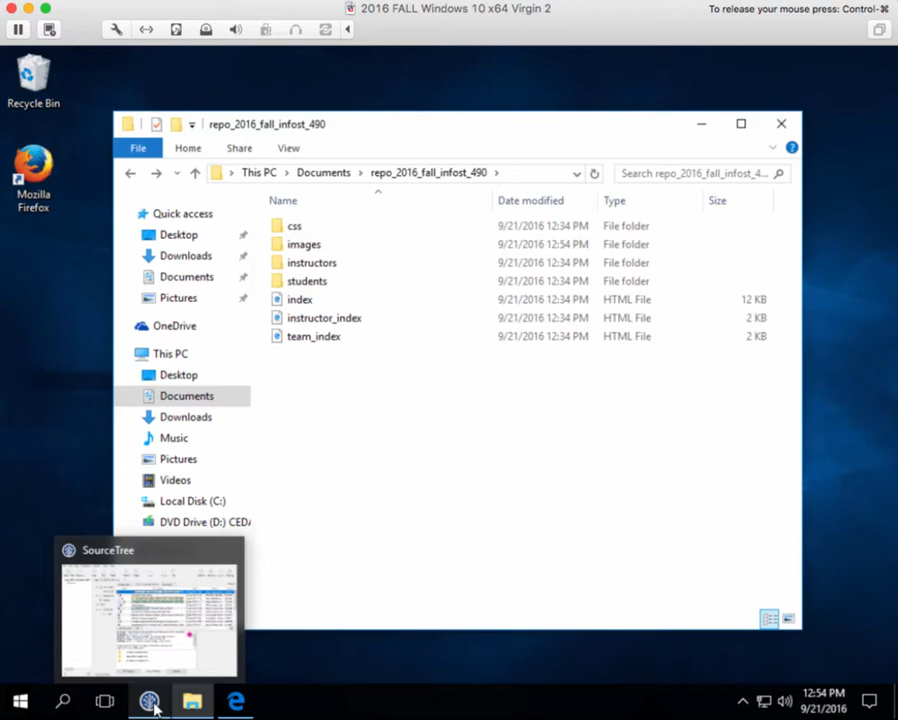 2016 FALL Windows 10 x64 Virgin 2
To release your mouse press: Control-⌘
Recycle Bin
Mozilla
Firefox
repo_2016_fall_infost_490
File Home Share View
This PC > Documents > repo_2016_fall_infost_490 >
Search repo_2016_fall_infost_4...
Name Date modified Type Size
Quick access
Desktop
Downloads
Documents
Pictures
OneDrive
This PC
Desktop
Documents
Downloads
Music
Pictures
Videos
Local Disk (C:)
DVD Drive (D:) CEDA
css 9/21/2016 12:34 PM File folder
images 9/21/2016 12:54 PM File folder
instructors 9/21/2016 12:34 PM File folder
students 9/21/2016 12:34 PM File folder
index 9/21/2016 12:34 PM HTML File 12 KB
instructor_index 9/21/2016 12:34 PM HTML File 2 KB
team_index 9/21/2016 12:34 PM HTML File 2 KB
SourceTree
12:54 PM
9/21/2016